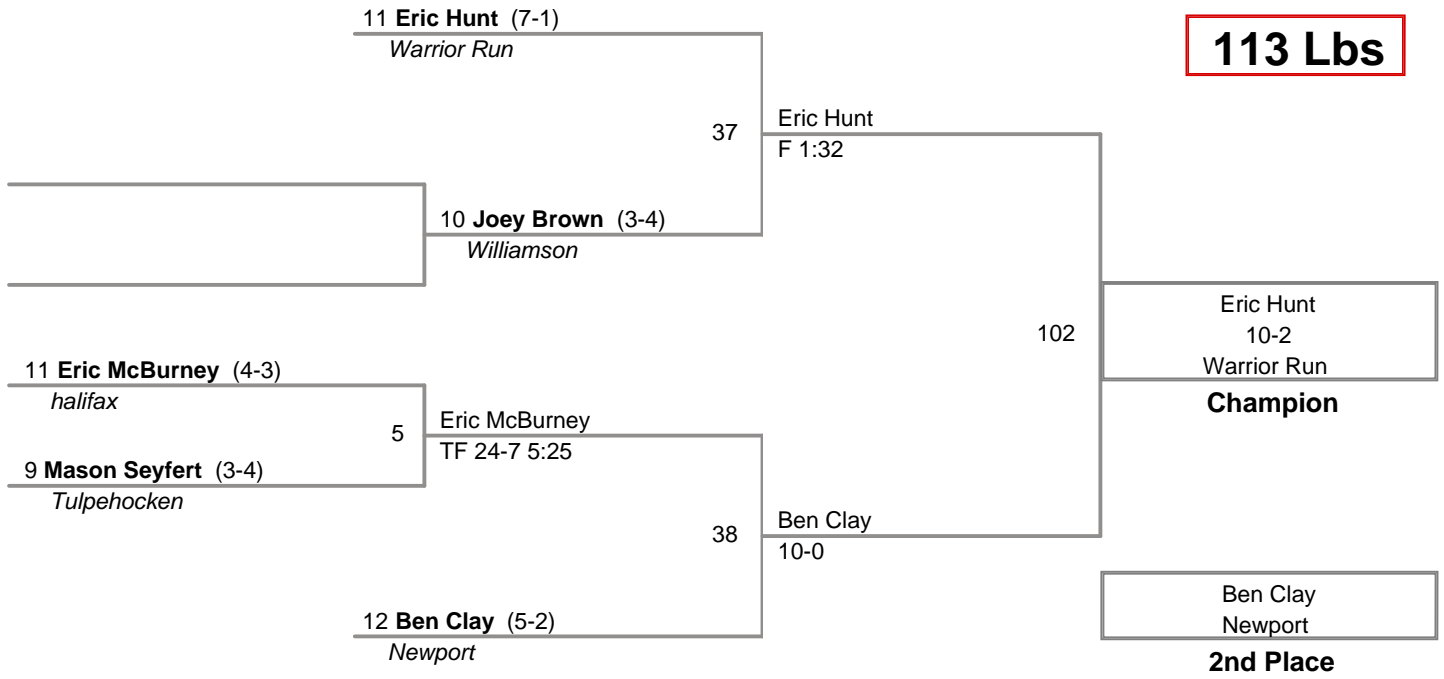 11 Eric Hunt (7-1)
Warrior Run
113 Lbs
37
Eric Hunt
F 1:32
10 Joey Brown (3-4)
Williamson
102
Eric Hunt
10-2
Warrior Run
Champion
11 Eric McBurney (4-3)
halifax
5
Eric McBurney
TF 24-7 5:25
9 Mason Seyfert (3-4)
Tulpehocken
38
Ben Clay
10-0
12 Ben Clay (5-2)
Newport
Ben Clay
Newport
2nd Place